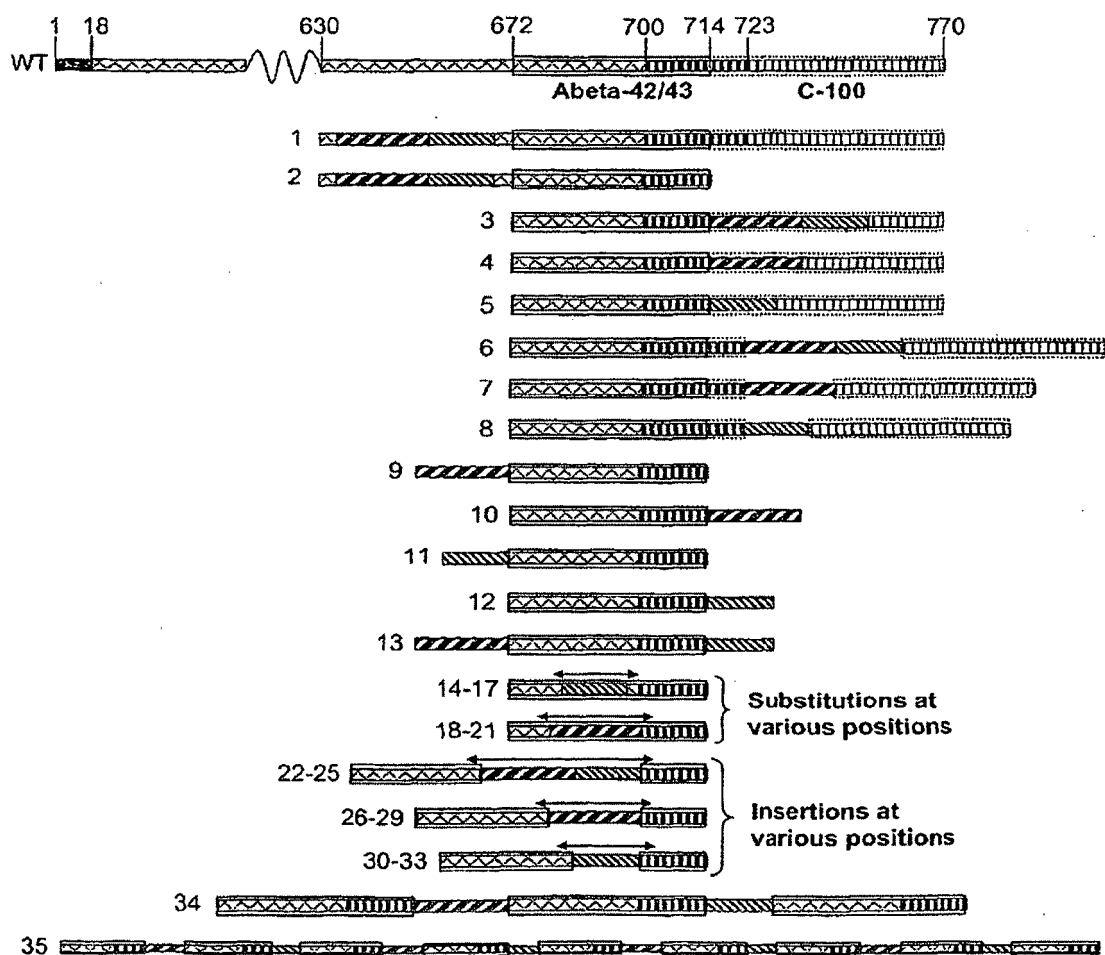 1 18 630 672 700 714 723 770
WT
Abeta-42/43 C-100
1
2
3
4
5
6
7
8
9
10
11
12
13
14-17
18-21
Substitutions at
various positions
22-25
26-29
30-33
Insertions at
various positions
34
35